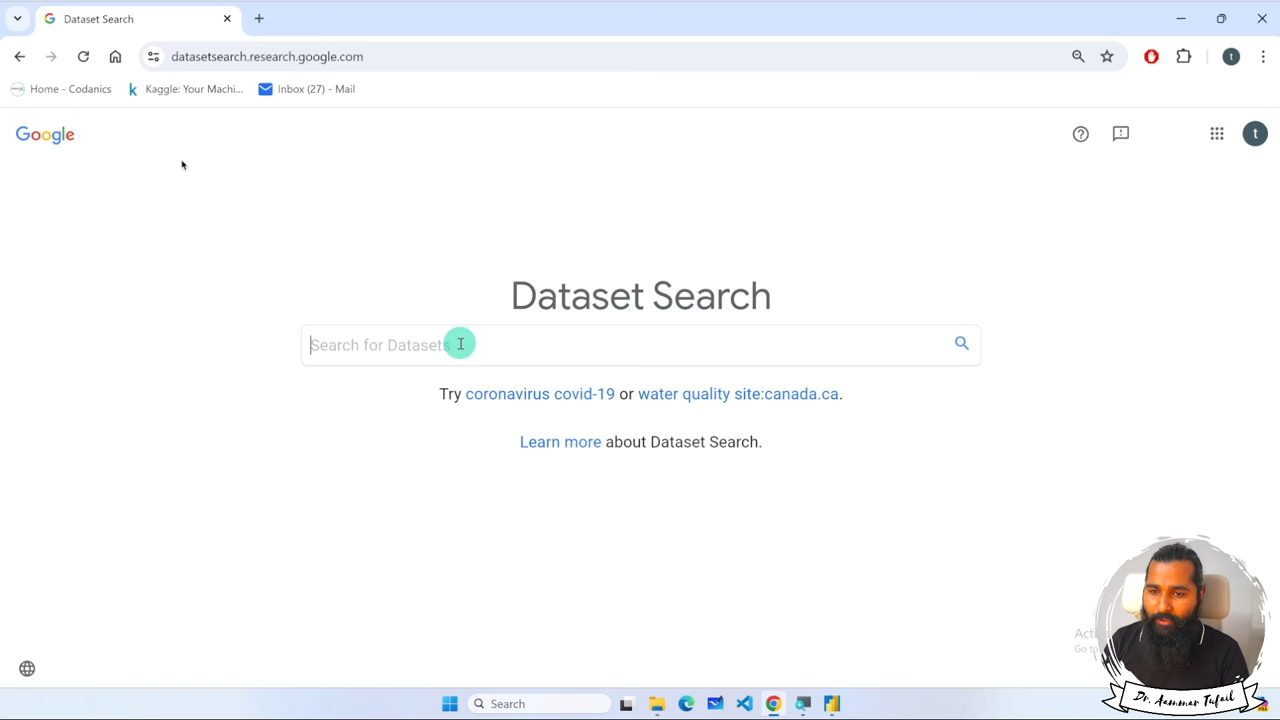 Dataset Search
datasetsearch.research.google.com
Home - Codanics
Kaggle: Your Machi...
Inbox (27) - Mail
t
Google
t
Dataset Search
Search for Datasets
Try coronavirus covid-19 or water quality site:canada.ca.
Learn more about Dataset Search.
Go to
Search
Dr. Aammar Tufail